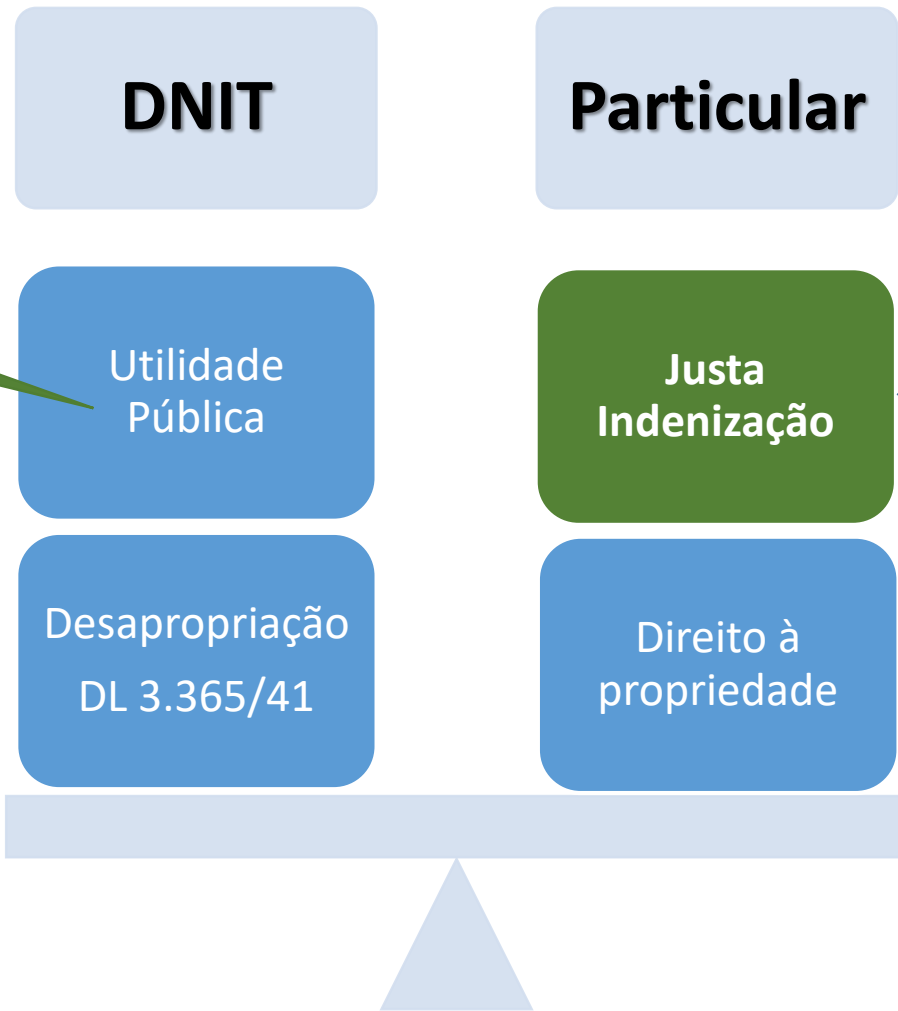 DNIT
Particular
Utilidade
Pública
Justa
Indenização
Desapropriação
DL 3.365/41
Direito à
propriedade